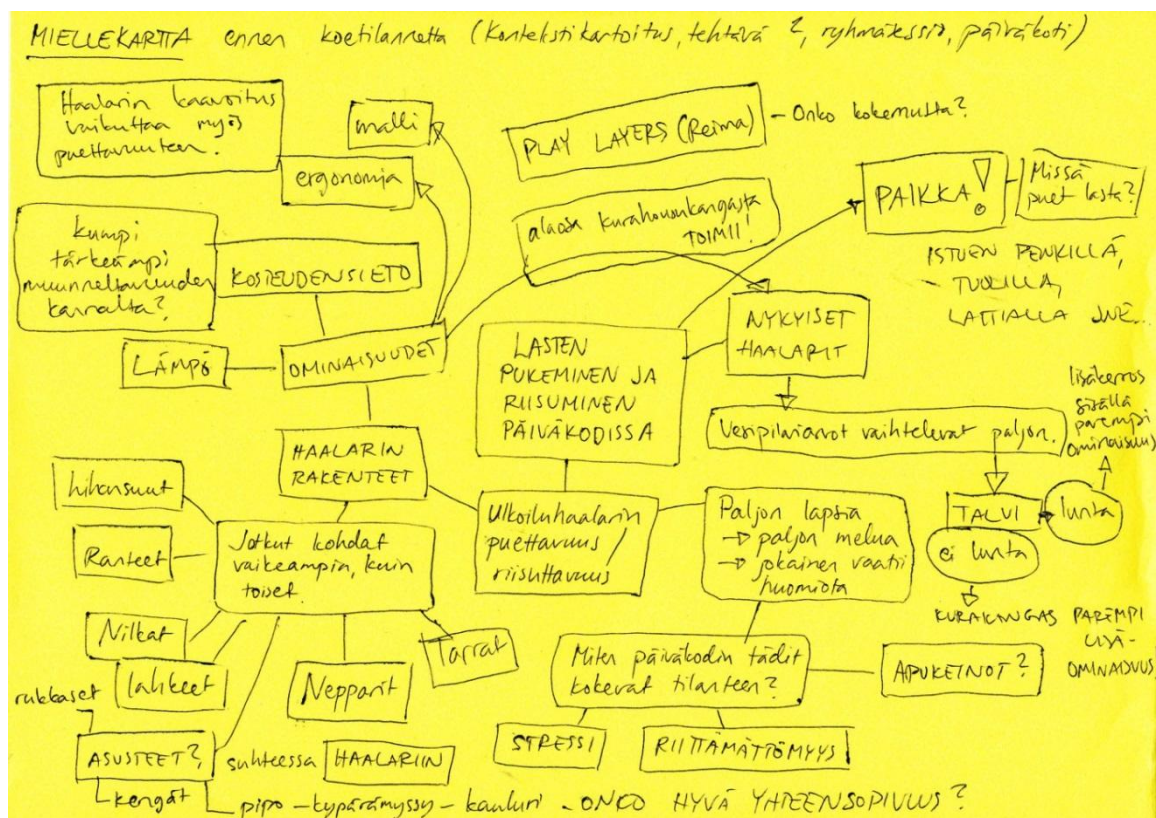 MIELLEKARTTA ennen koetilannetta (Kontekstikartoitus, tehtävä 2, ryhmäsessio, päiväkoti)
Haalarin kaavoitus
vaikuttaa myös
puettavuuteen.
malli
ergonomia
PLAY LAYERS (Reima) – Onko kokemusta?
alaosa kurahousukangasta
TOIMII!
PAIKKA!
Missä
puet lasta?
ISTUEN PENKILLÄ,
– TUOLILLA,
LATTIALLA JNE...
kumpi
tärkeämpi
muunneltavuuden
kannalta?
KOSTEUDENSIETO
LÄMPÖ
OMINAISUUDET
LASTEN
PUKEMINEN JA
RIISUMINEN
PÄIVÄKODISSA
NYKYISET
HAALARIT
Vesipilariarvot vaihtelevat paljon.
lisäkerros
sisällä
parempi
ominaisuus
TALVI
lunta
ei lunta
KURAKANGAS PAREMPI
LISÄ-
OMINAISUUS
HAALARIN
RAKENTEET
hihansuut
Ranteet
Jotkut kohdat
vaikeampia, kuin
toiset.
Nilkat
lahkeet
Nepparit
Tarrat
Ulkoiluhaalarin
puettavuus/
riisuttavuus
Paljon lapsia
→ paljon melua
→ jokainen vaatii
huomiota
Miten päiväkodin tädit
kokevat tilanteen?
APUKEINOT?
STRESSI
RIITTÄMÄTTÖMYYS
rukkaset
ASUSTEET?, suhteessa HAALARIIN
kengät pipo – kypärämyssy – kauluri – ONKO HYVÄ YHTEENSOPIVUUS?